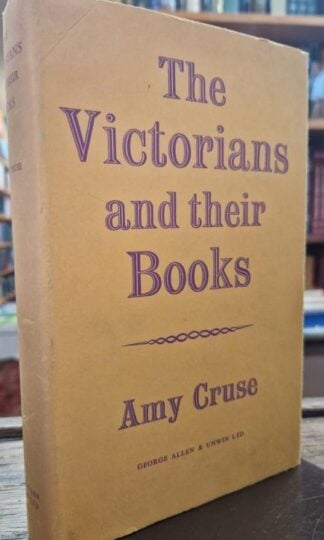 The
Victorians
and their
Books
Amy Cruse
GEORGE ALLEN & UNWIN LTD